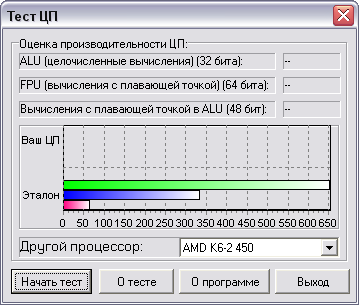 Тест ЦП
Оценка производительности ЦП:
ALU (целочисленные вычисления) (32 бита): --
FPU (вычисления с плавающей точкой) (64 бита): --
Вычисления с плавающей точкой в ALU (48 бит): --
Ваш ЦП
Эталон
0 50 100 150 200 250 300 350 400 450 500 550 600 650
Другой процессор: AMD K6-2 450
Начать тест О тесте О программе Выход